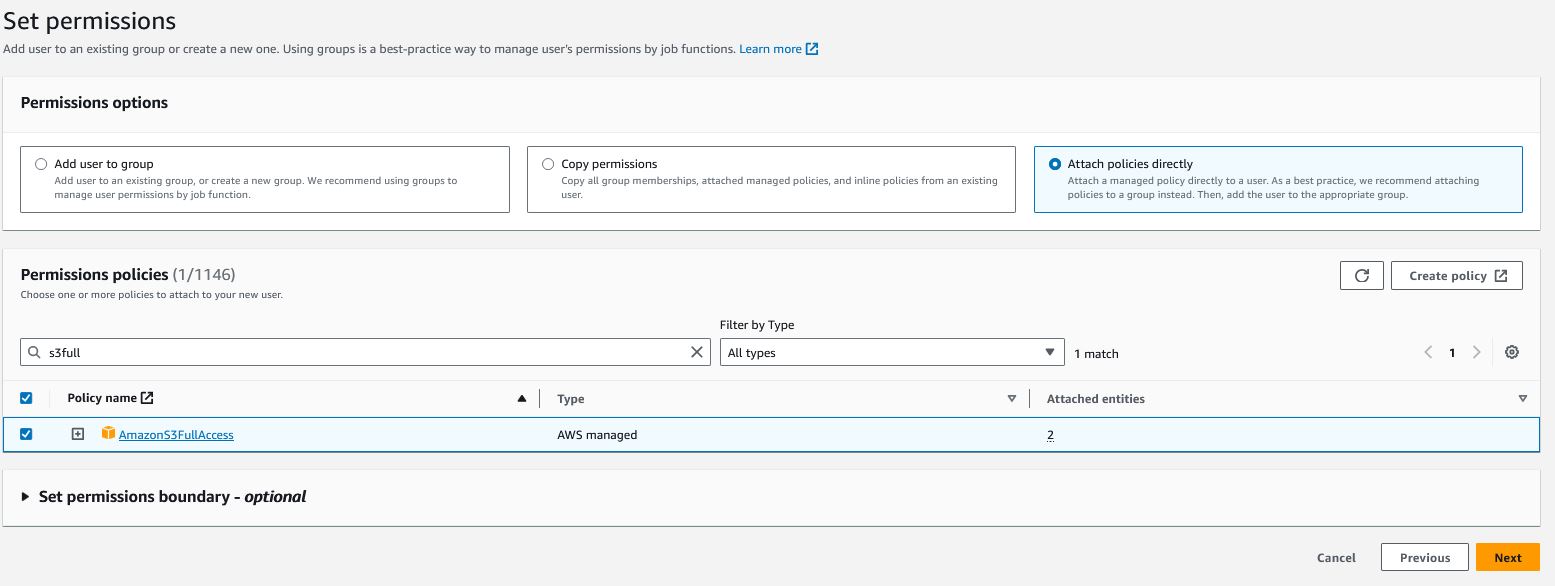 Set permissions
Add user to an existing group or create a new one. Using groups is a best-practice way to manage user's permissions by job functions. Learn more
Permissions options
Add user to group
Add user to an existing group, or create a new group. We recommend using groups to
manage user permissions by job function.
Copy permissions
Copy all group memberships, attached managed policies, and inline policies from an existing
user.
Attach policies directly
Attach a managed policy directly to a user. As a best practice, we recommend attaching
policies to a group instead. Then, add the user to the appropriate group.
Permissions policies (1/1146)
Choose one or more policies to attach to your new user.
Create policy
Filter by Type
s3full
All types
1 match
1
Policy name
Type
Attached entities
AmazonS3FullAccess
AWS managed
2
Set permissions boundary - optional
Cancel
Previous
Next